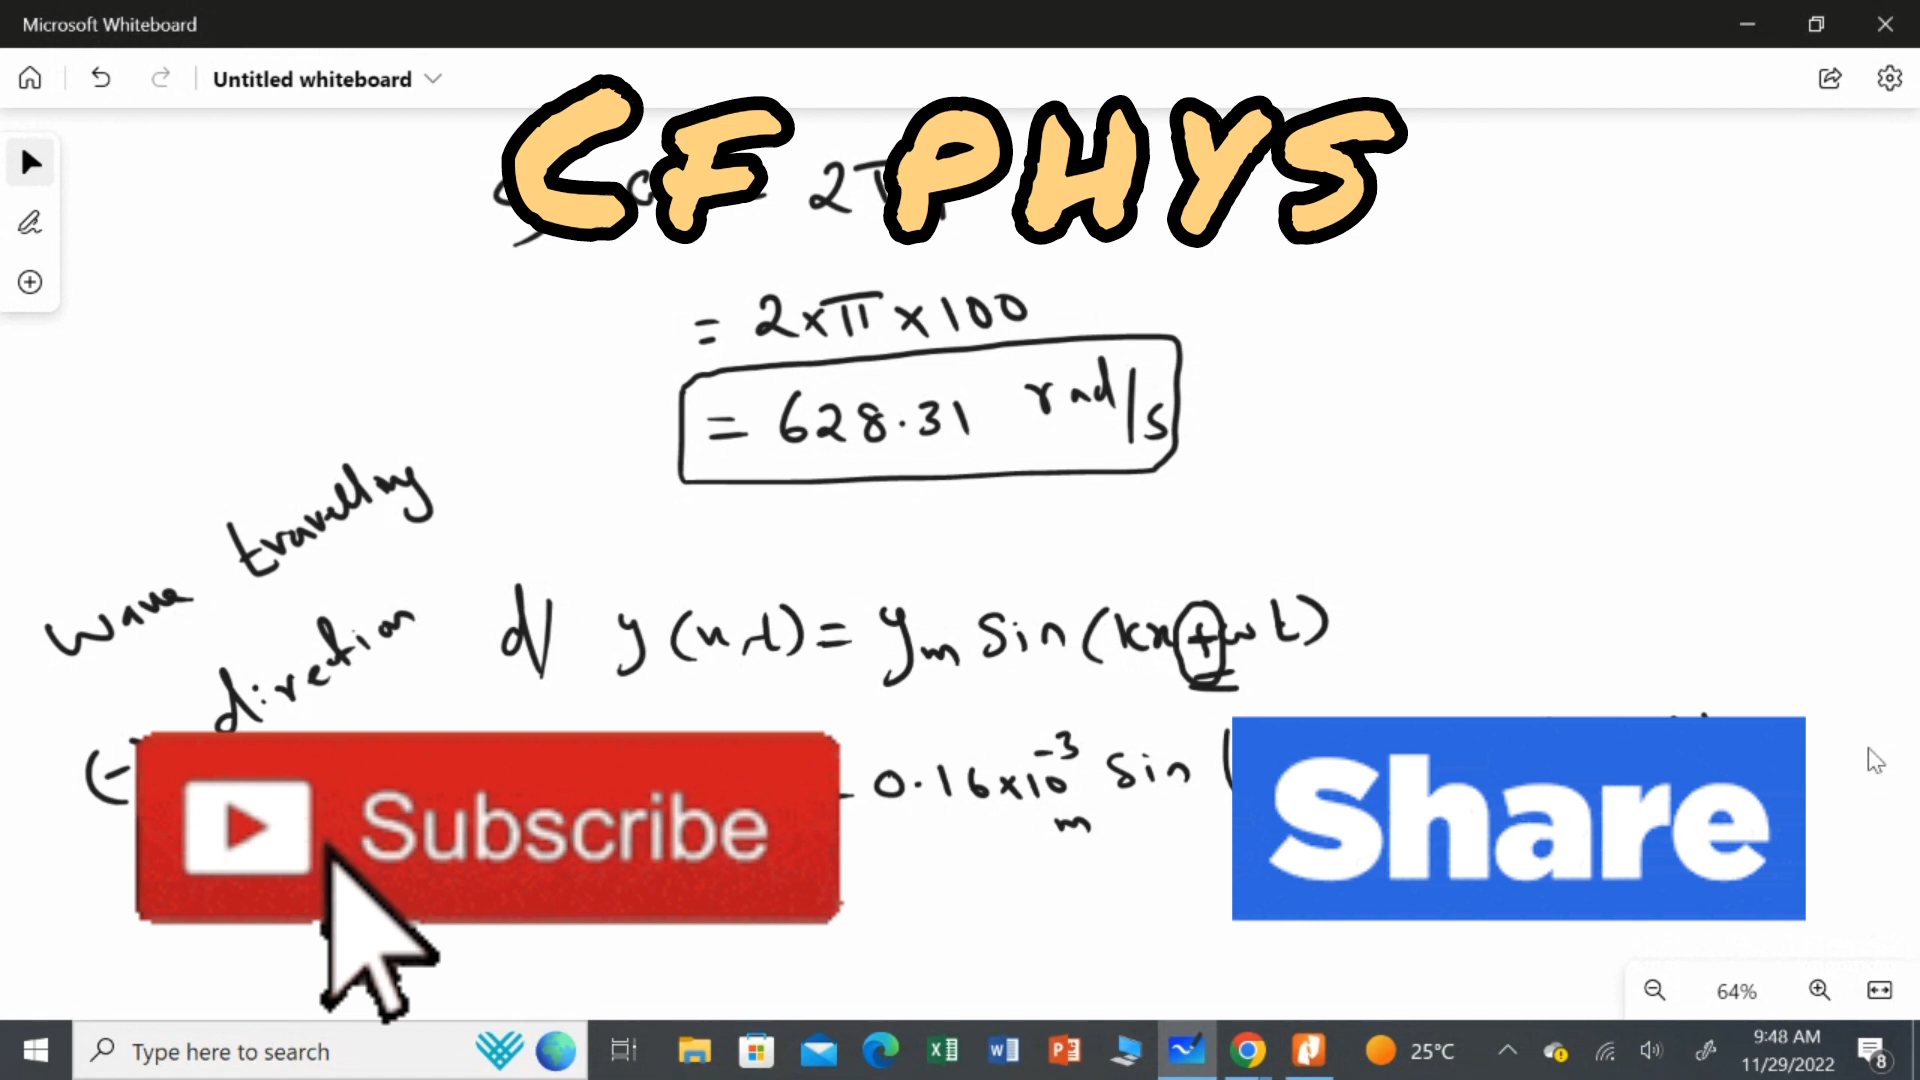 Microsoft Whiteboard
Untitled whiteboard
CF PHYS
= 2×π×100
= 628.31 rad/s
wave travelling
direction
d) y(x,t) = yₘ sin(kx+ωt)
(-
0.16×10⁻³ sin (
m
Subscribe
Share
64%
Type here to search
25°C
9:48 AM
11/29/2022
8